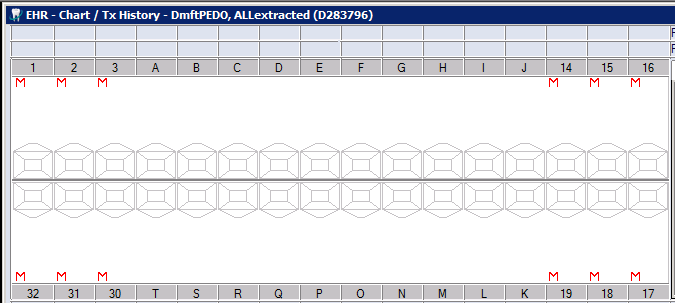 EHR - Chart / Tx History - DmftPEDO, ALLextracted (D283796)
1 2 3 A B C D E F G H I J 14 15 16
M M M M M M
M M M M M M
32 31 30 T S R Q P O N M L K 19 18 17